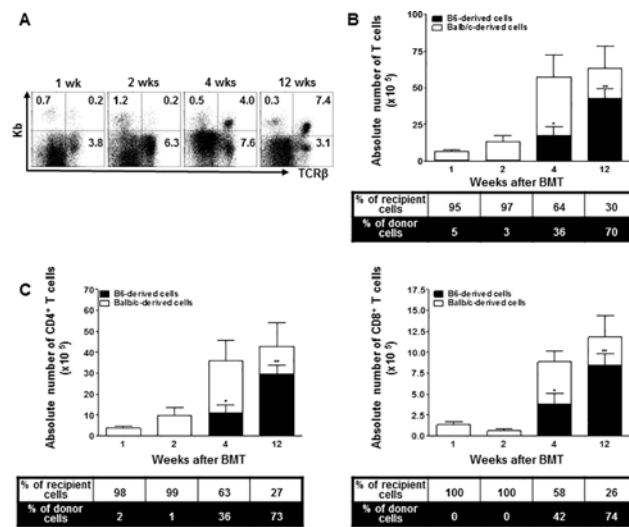 A
1 wk
2 wks
4 wks
12 wks
0.7 0.2
1.2 0.2
0.5 4.0
0.3 7.4
3.8
6.3
7.6
3.1
Kb
TCRβ
B
B6-derived cells
Balb/c-derived cells
Absolute number of T cells
(x10 5)
100
75
50
25
0
*
**
1 2 4 12
Weeks after BMT
% of recipient cells 95 97 64 30
% of donor cells 5 3 36 70
C
B6-derived cells
Balb/c-derived cells
Absolute number of CD4+ T cells
(x10 5)
70
60
50
40
30
20
10
0
*
**
1 2 4 12
Weeks after BMT
% of recipient cells 98 99 63 27
% of donor cells 2 1 36 73
B6-derived cells
Balb/c-derived cells
Absolute number of CD8+ T cells
(x10 5)
17.5
15.0
12.5
10.0
7.5
5.0
2.5
0.0
*
**
1 2 4 12
Weeks after BMT
% of recipient cells 100 100 58 26
% of donor cells 0 0 42 74